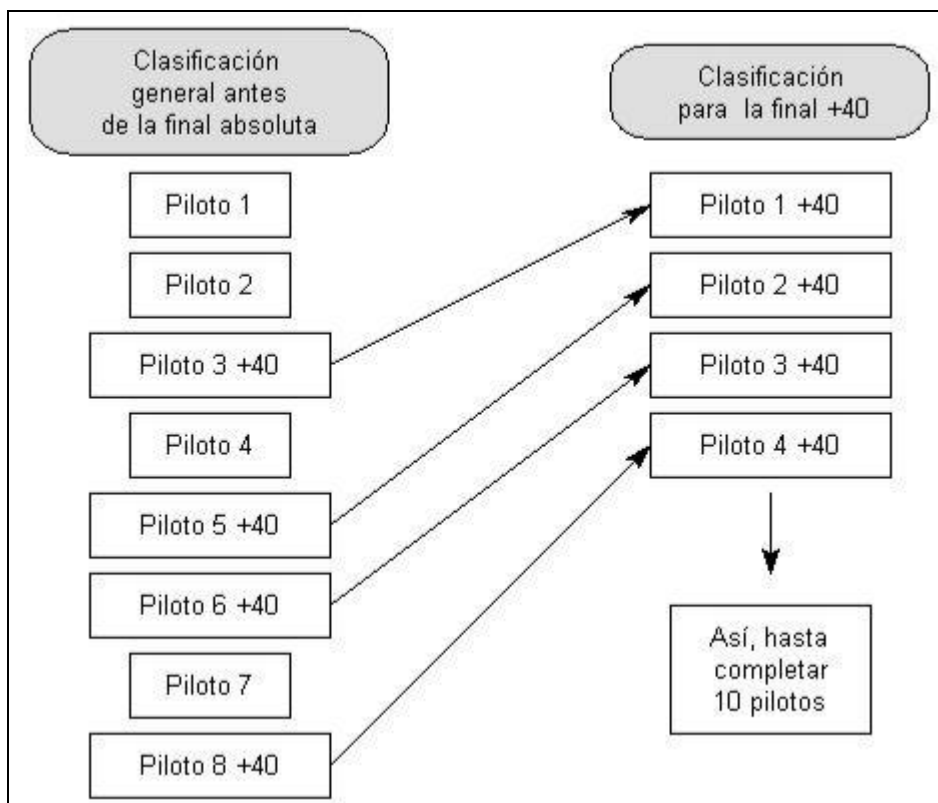 Clasificación
general antes
de la final absoluta
Piloto 1
Piloto 2
Piloto 3 +40
Piloto 4
Piloto 5 +40
Piloto 6 +40
Piloto 7
Piloto 8 +40
Clasificación
para la final +40
Piloto 1 +40
Piloto 2 +40
Piloto 3 +40
Piloto 4 +40
Así, hasta
completar
10 pilotos